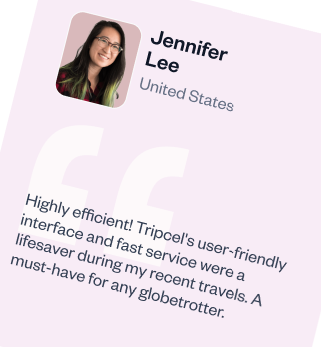 Jennifer
Lee
United States
Highly efficient! Tripcel's user-friendly
interface and fast service were a
lifesaver during my recent travels. A
must-have for any globetrotter.